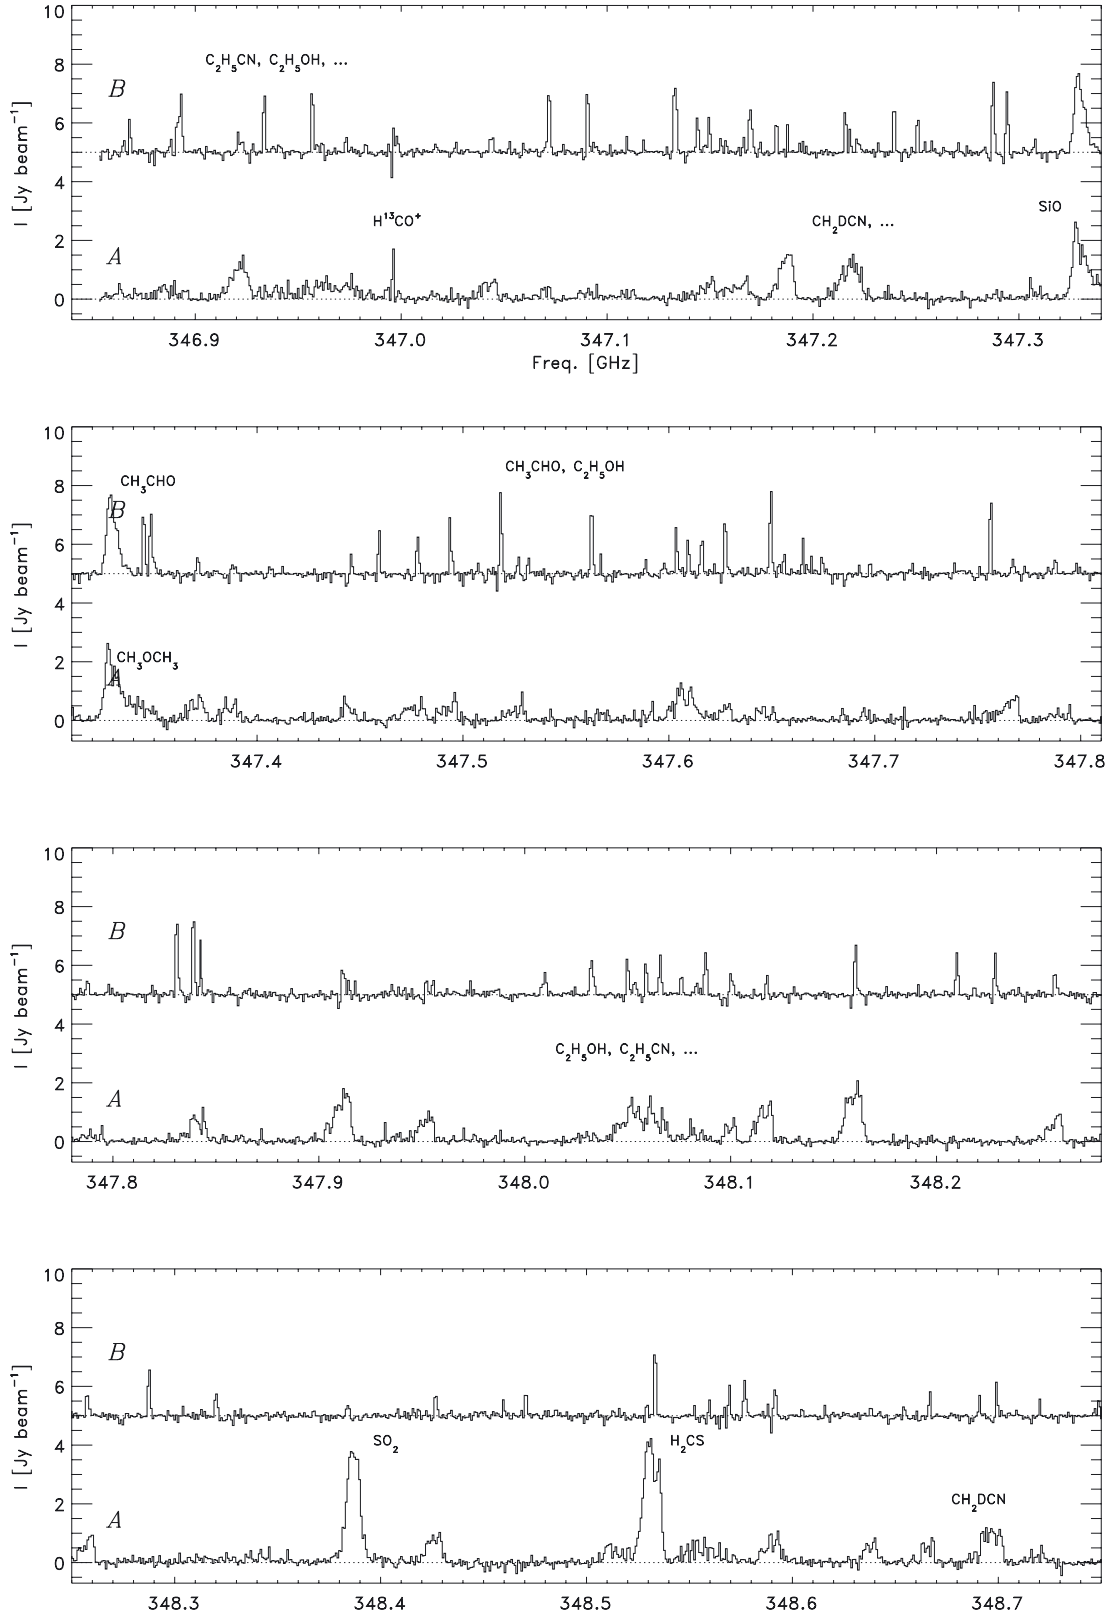 10
8
6
4
2
0
I [Jy beam⁻¹]
B
A
C₂H₅CN, C₂H₅OH, ...
H¹³CO⁺
CH₂DCN, ...
SiO
346.9 347.0 347.1 347.2 347.3
Freq. [GHz]
10
8
6
4
2
0
I [Jy beam⁻¹]
CH₃CHO
B
CH₃CHO, C₂H₅OH
CH₃OCH₃
A
347.4 347.5 347.6 347.7 347.8
10
8
6
4
2
0
I [Jy beam⁻¹]
B
A
C₂H₅OH, C₂H₅CN, ...
347.8 347.9 348.0 348.1 348.2
10
8
6
4
2
0
I [Jy beam⁻¹]
B
A
SO₂
H₂CS
CH₂DCN
348.3 348.4 348.5 348.6 348.7